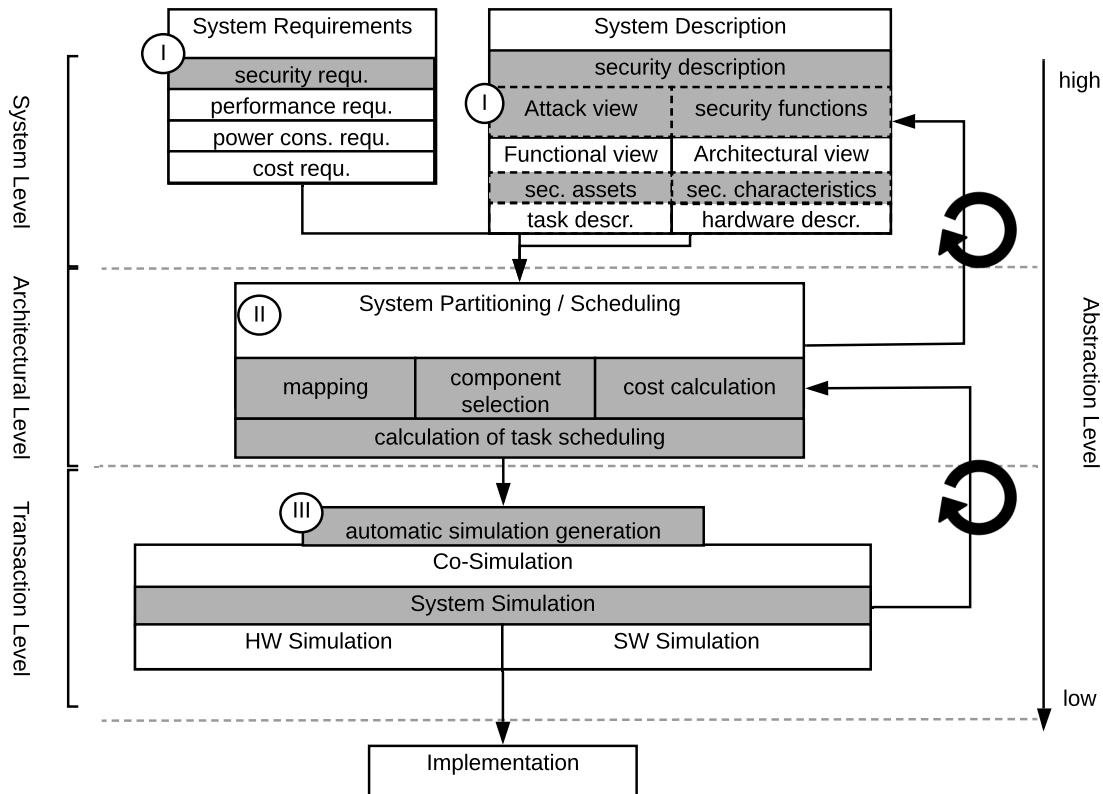 System Requirements
I
security requ.
performance requ.
power cons. requ.
cost requ.
System Description
security description
I
Attack view
security functions
Functional view
Architectural view
sec. assets
sec. characteristics
task descr.
hardware descr.
high
System Level
II
System Partitioning / Scheduling
mapping
component
selection
cost calculation
calculation of task scheduling
Architectural Level
Abstraction Level
III
automatic simulation generation
Co-Simulation
System Simulation
HW Simulation
SW Simulation
Transaction Level
low
Implementation